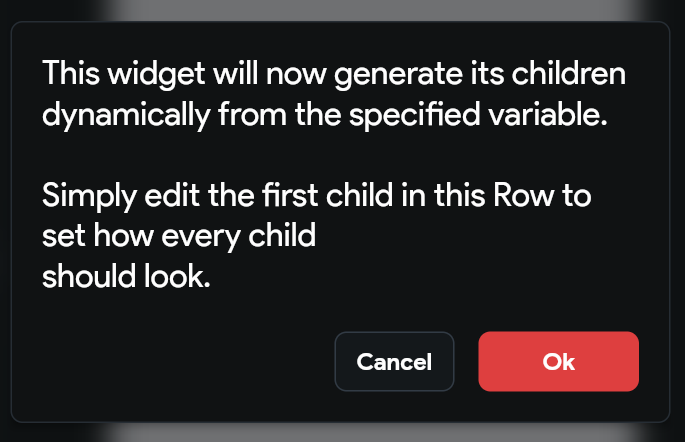 This widget will now generate its children
dynamically from the specified variable.
Simply edit the first child in this Row to
set how every child
should look.
Cancel
Ok